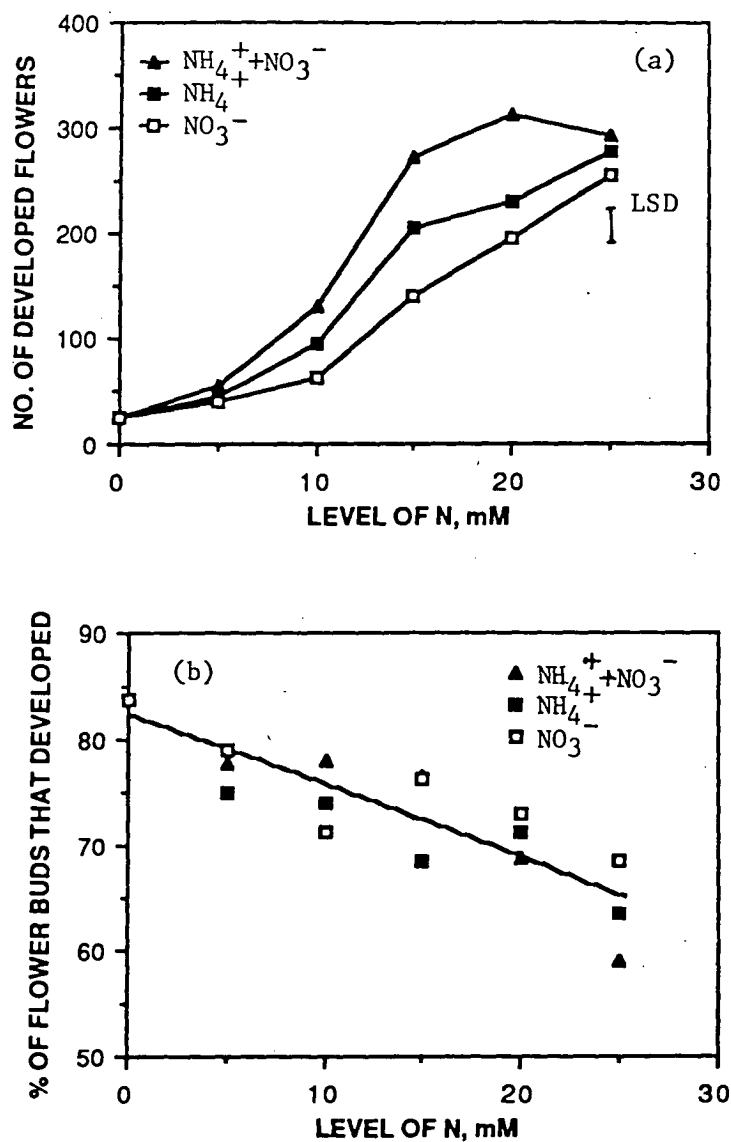 400
(a)
NH₄⁺+NO₃⁻
NH₄⁺
NO₃⁻
300
LSD
200
100
0
0 10 20 30
NO. OF DEVELOPED FLOWERS
LEVEL OF N, mM
90
(b)
NH₄⁺+NO₃⁻
NH₄⁺
NO₃⁻
80
70
60
50
0 10 20 30
% OF FLOWER BUDS THAT DEVELOPED
LEVEL OF N, mM